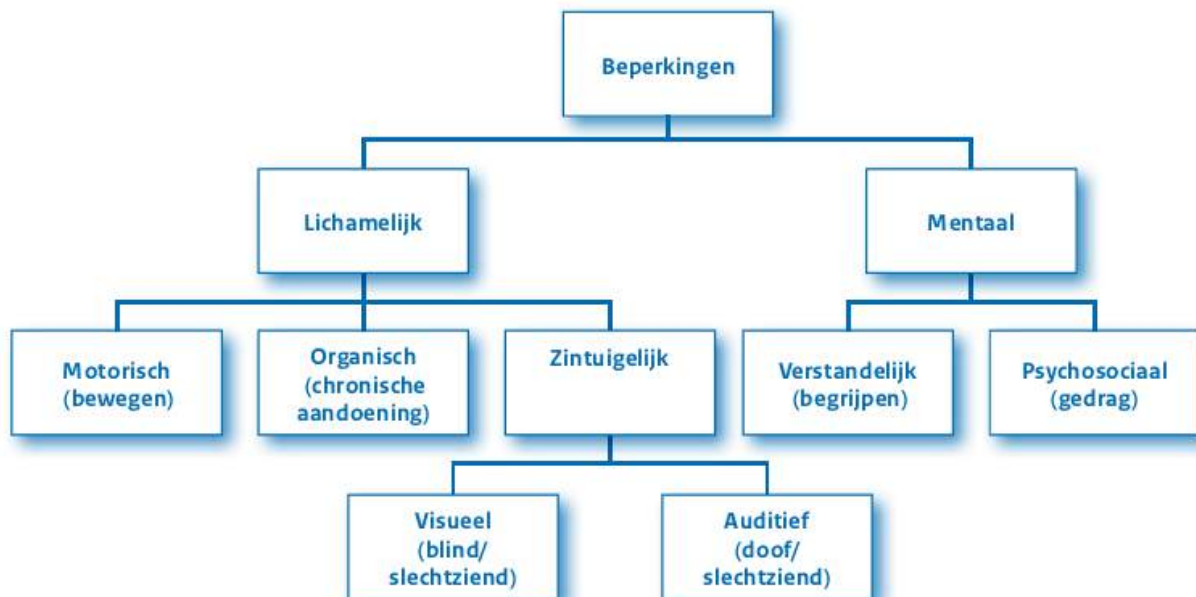 Beperkingen
Lichamelijk
Mentaal
Motorisch
(bewegen)
Organisch
(chronische
aandoening)
Zintuigelijk
Verstandelijk
(begrijpen)
Psychosociaal
(gedrag)
Visueel
(blind/
slechtziend)
Auditief
(doof/
slechtziend)